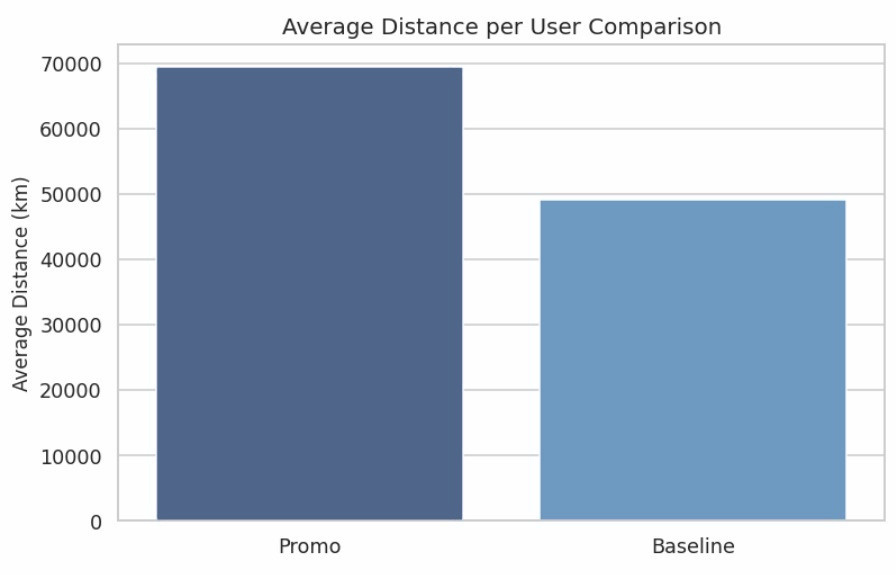 Average Distance per User Comparison
Average Distance (km)
70000
60000
50000
40000
30000
20000
10000
0
Promo
Baseline